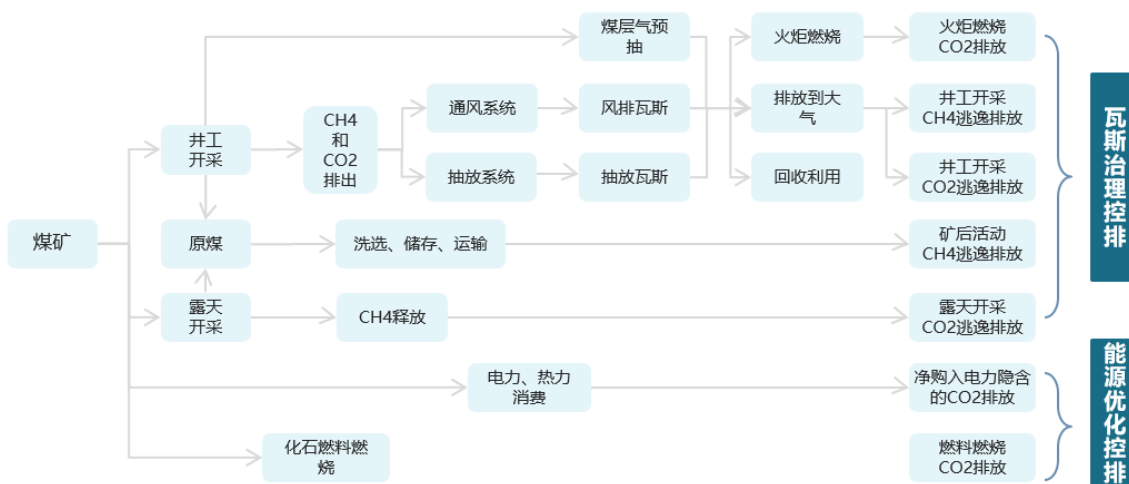 煤层气预
抽
火炬燃烧
火炬燃烧
CO2排放
CH4
和
CO2
排出
通风系统
风排瓦斯
排放到大
气
井工开采
CH4逃逸排放
井工
开采
抽放系统
抽放瓦斯
回收利用
井工开采
CO2逃逸排放
煤矿
原煤
洗选、储存、运输
矿后活动
CH4逃逸排放
露天
开采
CH4释放
露天开采
CO2逃逸排放
电力、热力
消费
净购入电力隐含
的CO2排放
化石燃料燃
烧
燃料燃烧
CO2排放
瓦斯治理控排
能源优化控排